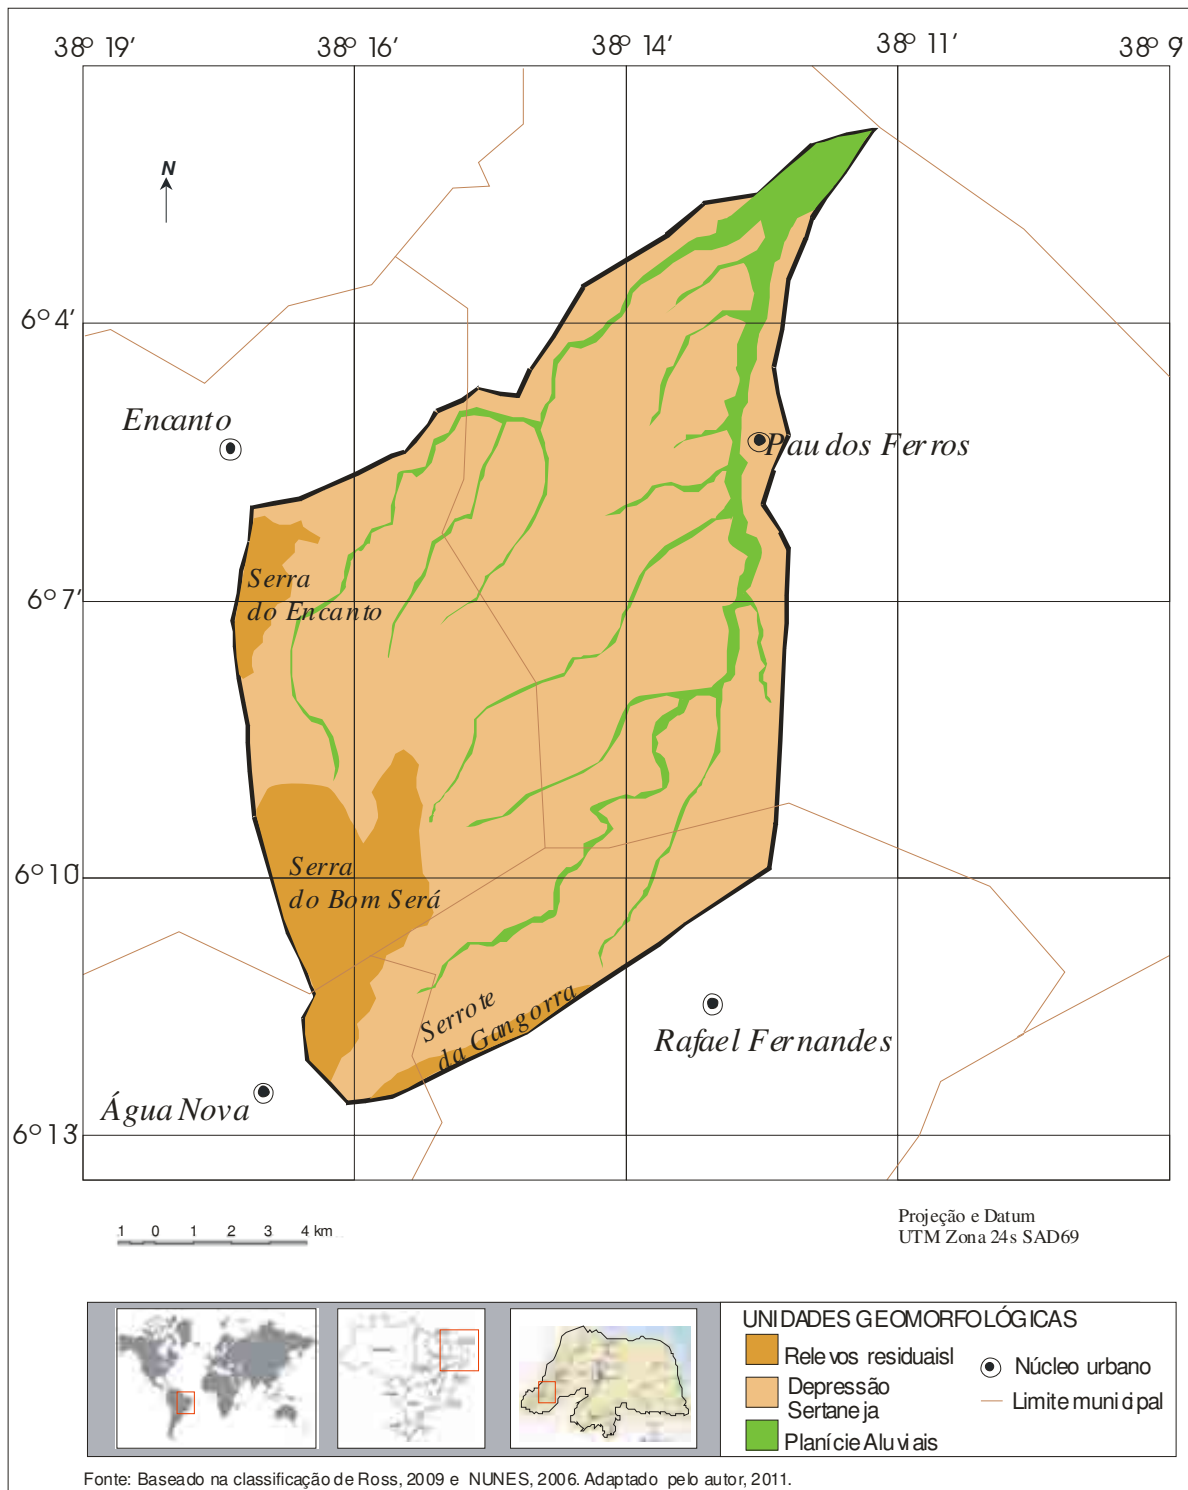 38° 19'
38° 16'
38° 14'
38° 11'
38° 9'
N
6° 4'
Encanto
Pau dos Ferros
Serra
do Encanto
6° 7'
Serra
do Bom Será
6° 10'
Serrote
da Gangorra
Rafael Fernandes
Água Nova
6° 13'
1 0 1 2 3 4 km
Projeção e Datum
UTM Zona 24s SAD69
UNIDADES GEOMORFOLÓGICAS
Relevos residuaisl
Depressão
Sertaneja
Planície Aluviais
Núcleo urbano
Limite municipal
Fonte: Baseado na classificação de Ross, 2009 e NUNES, 2006. Adaptado pelo autor, 2011.